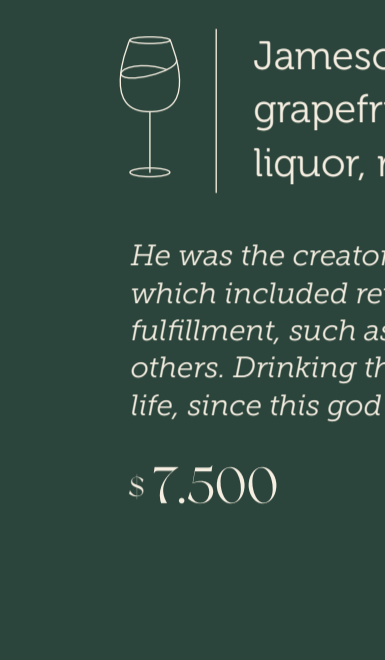 Jameso
grapefr
liquor,
He was the creator
which included re
fulfillment, such as
others. Drinking th
life, since this god
$ 7.500